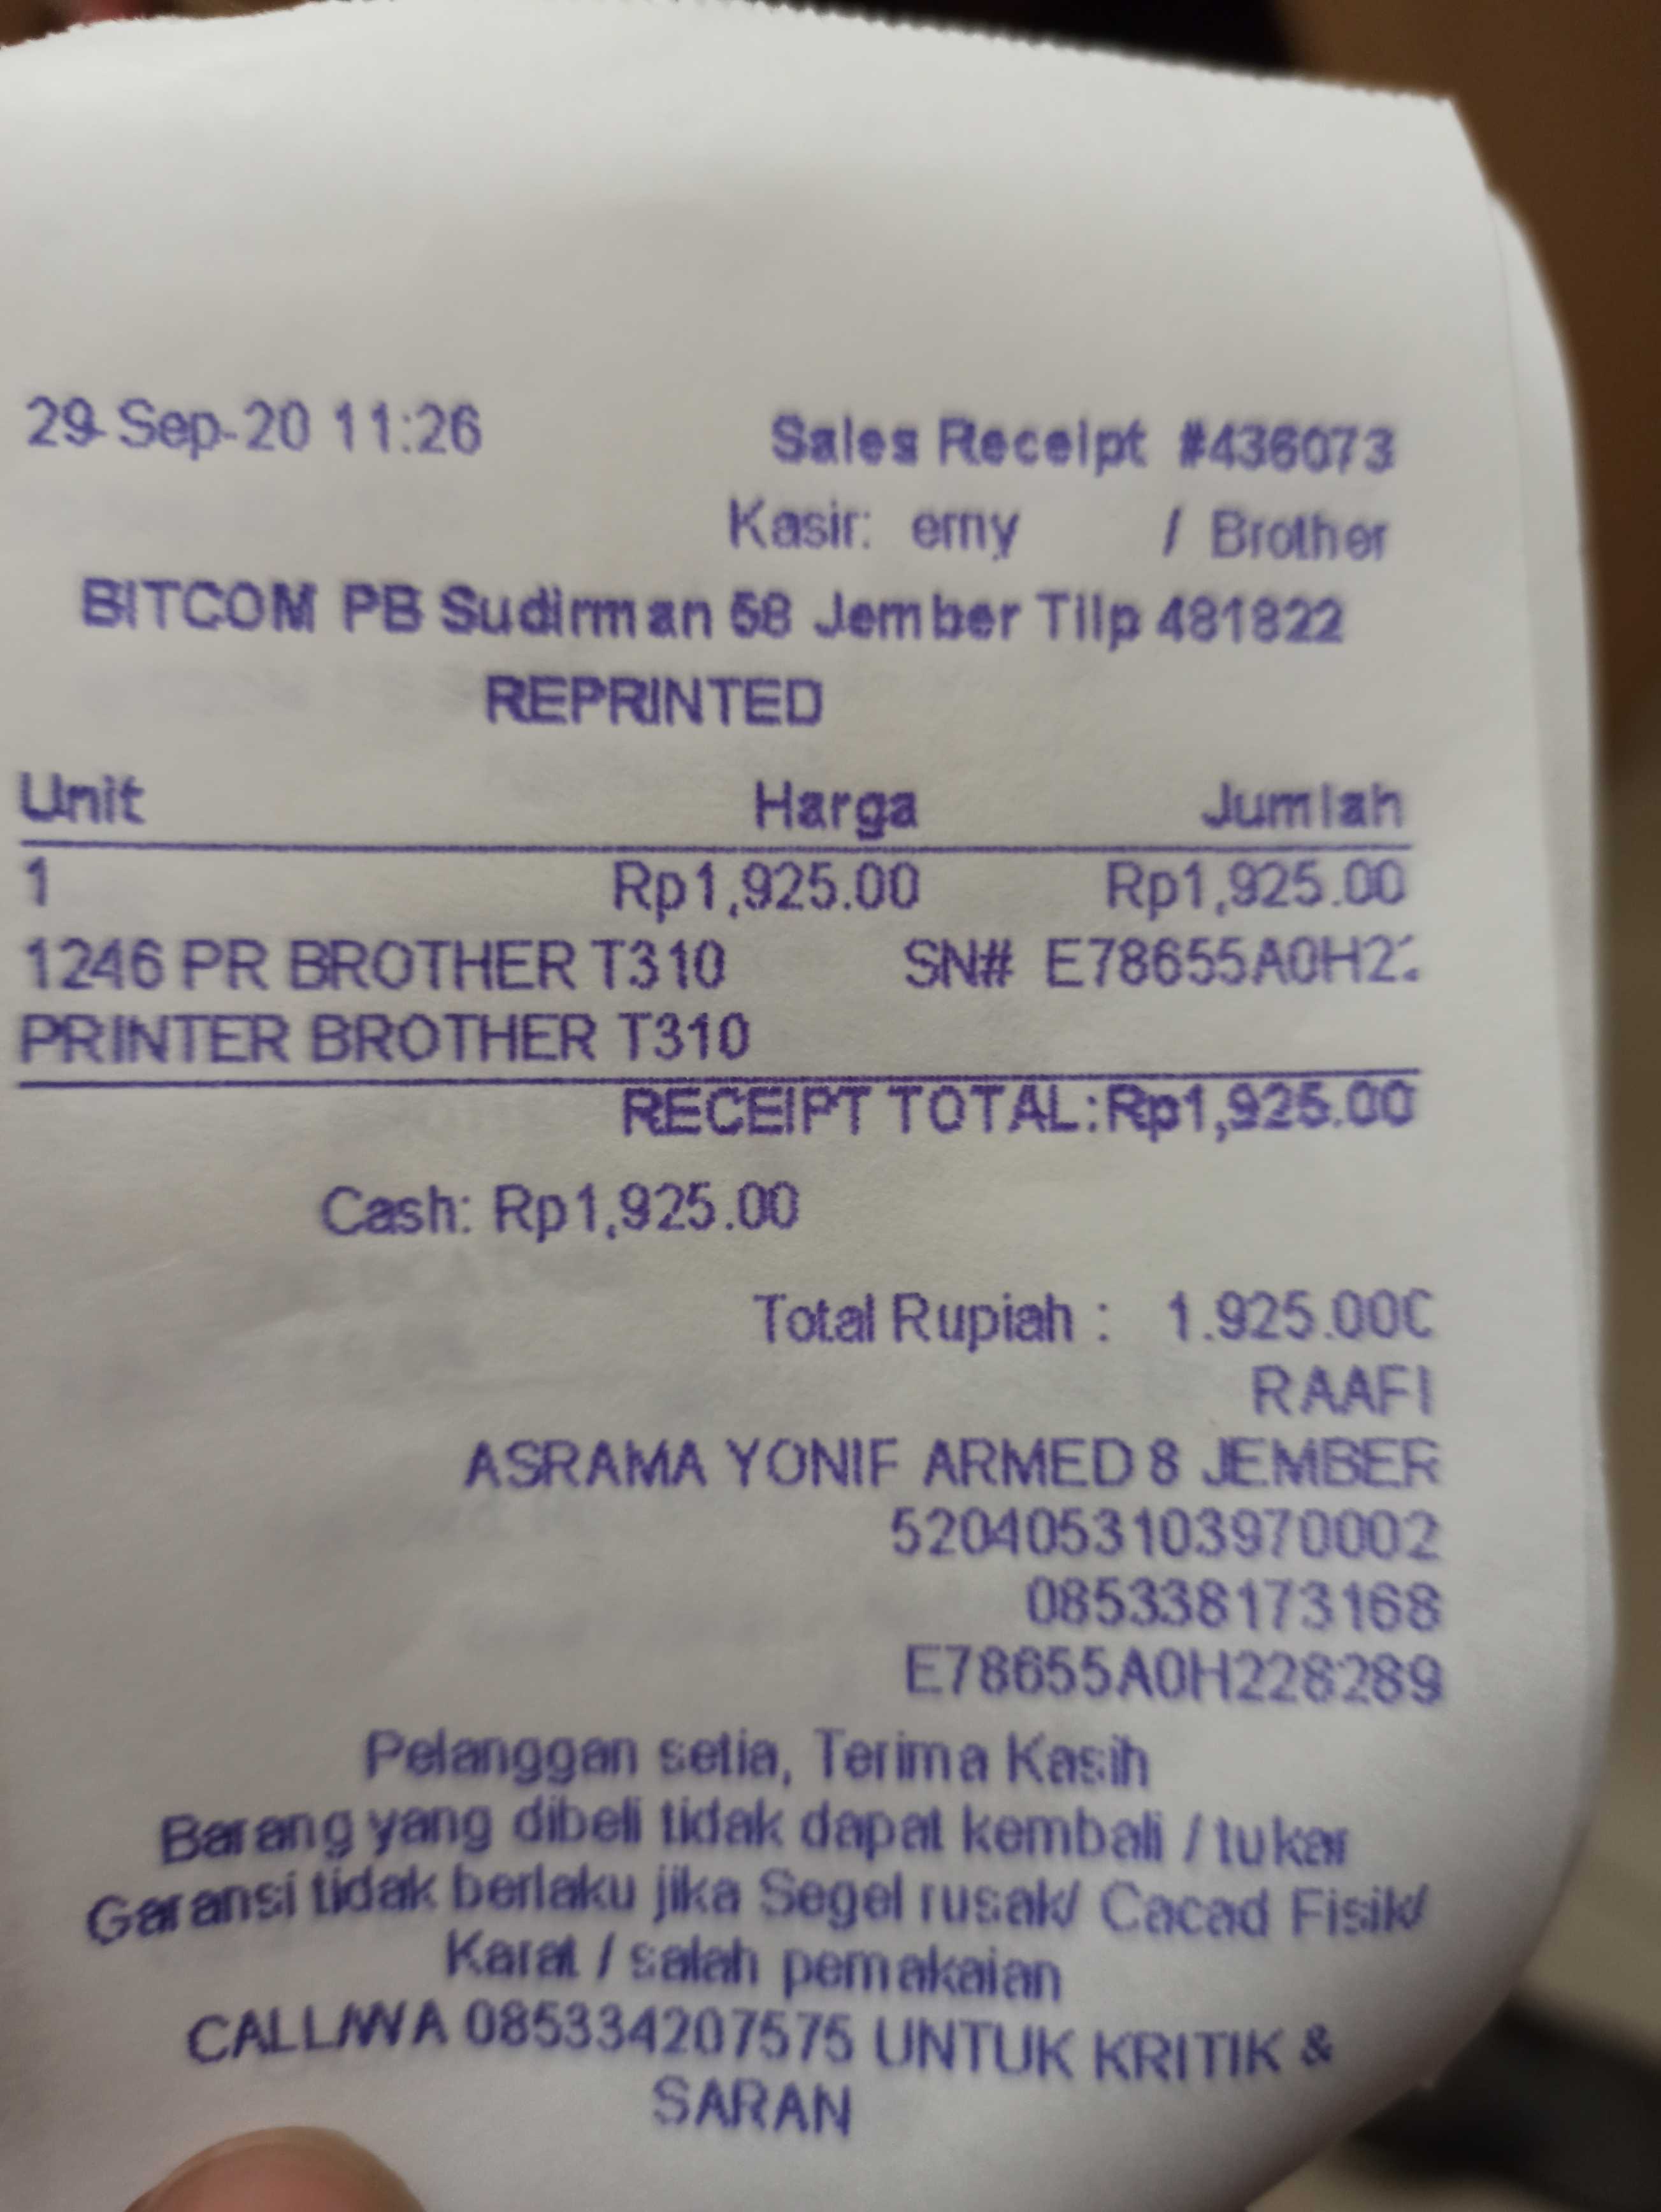 29-Sep-20 11:26
Sales Receipt #436073
Kasir: erny / Brother
BITCOM PB Sudirman 58 Jember Tilp 481822
REPRINTED
Unit Harga Jumlah
1 Rp1,925.00 Rp1,925.00
1246 PR BROTHER T310 SN# E78655A0H22
PRINTER BROTHER T310
RECEIPT TOTAL:Rp1,925.00
Cash: Rp1,925.00
Total Rupiah : 1.925.000
RAAFI
ASRAMA YONIF ARMED 8 JEMBER
5204053103970002
085338173168
E78655A0H228289
Pelanggan setia, Terima Kasih
Barang yang dibeli tidak dapat kembali / tukar
Garansi tidak berlaku jika Segel rusak/ Cacad Fisik/
Karat / salah pemakaian
CALL/WA 085334207575 UNTUK KRITIK &
SARAN